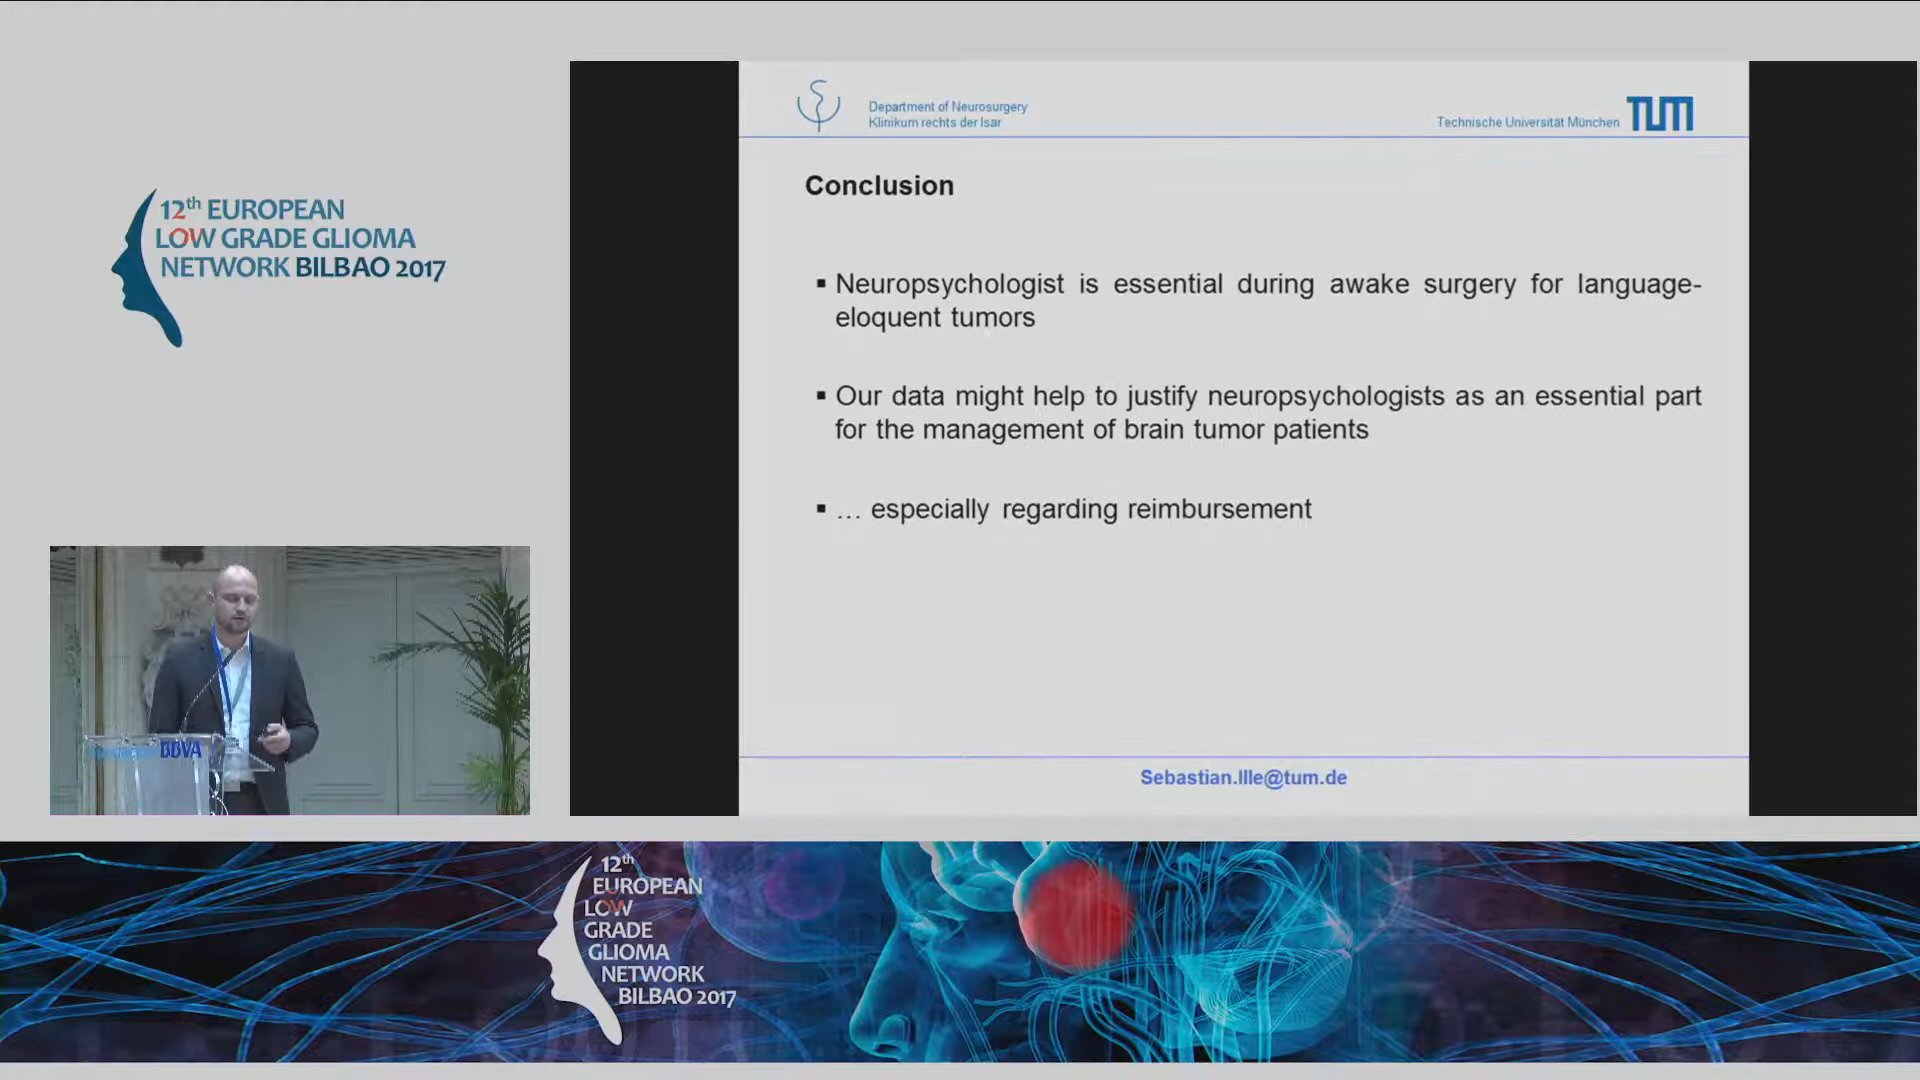 12th EUROPEAN
LOW GRADE GLIOMA
NETWORK BILBAO 2017
Department of Neurosurgery
Klinikum rechts der Isar
Technische Universität München TUM
Conclusion
▪ Neuropsychologist is essential during awake surgery for language-
eloquent tumors
▪ Our data might help to justify neuropsychologists as an essential part
for the management of brain tumor patients
▪ … especially regarding reimbursement
Sebastian.Ille@tum.de
BBVA
12th
EUROPEAN
LOW
GRADE
GLIOMA
NETWORK
BILBAO 2017